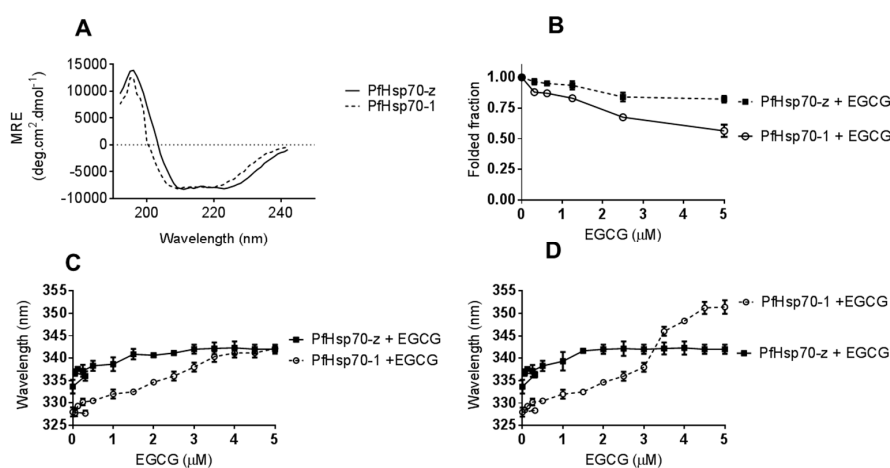 A
15000
10000
5000
0
-5000
-10000
MRE
(deg.cm².dmol⁻¹)
200
220
240
Wavelength (nm)
PfHsp70-z
PfHsp70-1
B
1.00
0.75
0.50
0.25
0.00
Folded fraction
0 1 2 3 4 5
EGCG (μM)
PfHsp70-z + EGCG
PfHsp70-1 + EGCG
C
355
350
345
340
335
330
325
Wavelength (nm)
0 1 2 3 4 5
EGCG (μM)
PfHsp70-z + EGCG
PfHsp70-1 +EGCG
D
355
350
345
340
335
330
325
Wavelength (nm)
0 1 2 3 4 5
EGCG (μM)
PfHsp70-1 +EGCG
PfHsp70-z + EGCG